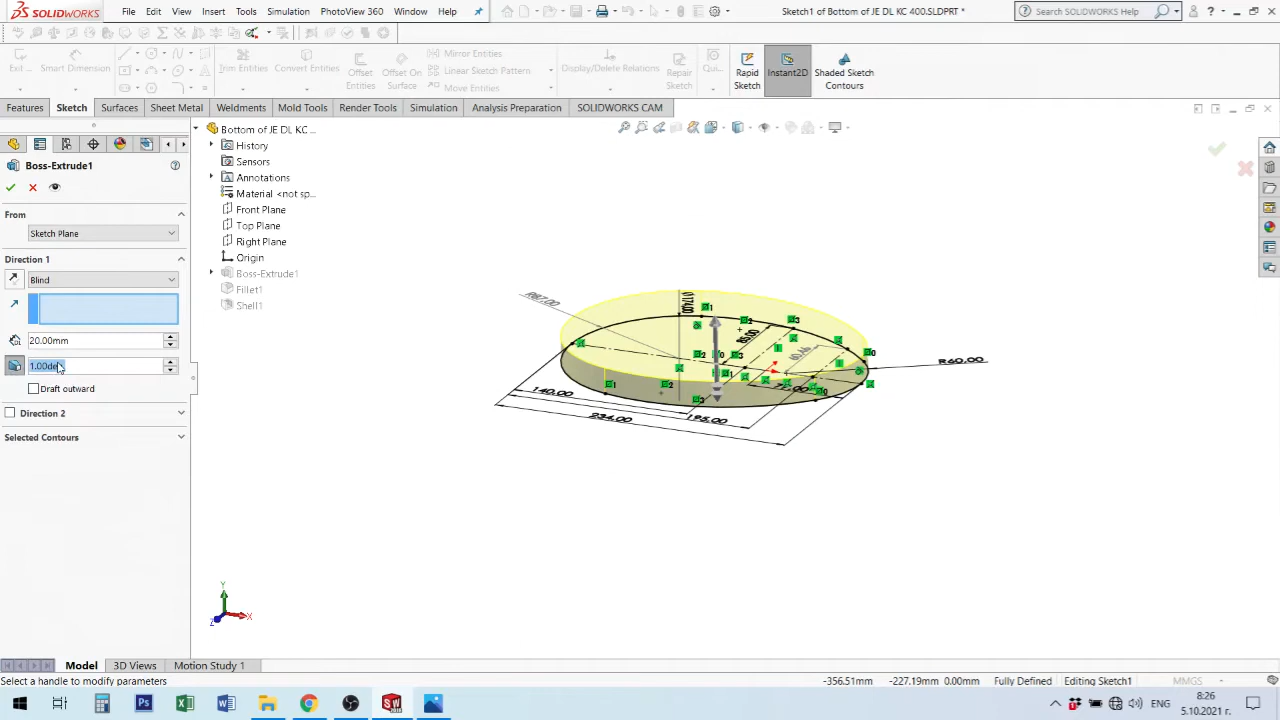 SOLIDWORKS File Edit View Insert Tools Simulation PhotoView 360 Window Help Sketch1 of Bottom of JE DL KC 400.SLDPRT * Search SOLIDWORKS Help
Exit... Smart Dimension Trim Entities Convert Entities Offset Entities Offset On Surface Mirror Entities Linear Sketch Pattern Move Entities Display/Delete Relations Repair Sketch Qui... Rapid Sketch Instant2D Shaded Sketch Contours
Features Sketch Surfaces Sheet Metal Weldments Mold Tools Render Tools Simulation Analysis Preparation SOLIDWORKS CAM
Boss-Extrude1
From
Sketch Plane
Direction 1
Blind
20.00mm
1.00de
Draft outward
Direction 2
Selected Contours
Bottom of JE DL KC ...
History
Sensors
Annotations
Material <not sp...
Front Plane
Top Plane
Right Plane
Origin
Boss-Extrude1
Fillet1
Shell1
R87.00
R60.00
140.00
195.00
234.00
Y
X
Z
Model 3D Views Motion Study 1
Select a handle to modify parameters -356.51mm -227.19mm 0.00mm Fully Defined Editing Sketch1 MMGS
ENG 8:26
5.10.2021 г.